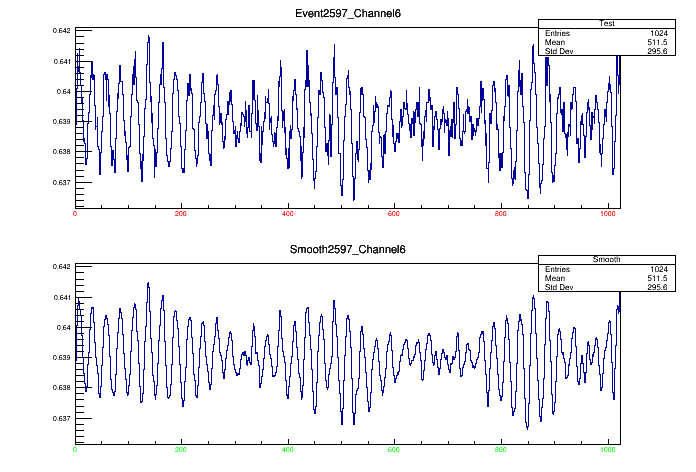 Event2597_Channel6
Test
Entries 1024
Mean 511.5
Std Dev 295.6
0.642
0.641
0.64
0.639
0.638
0.637
0 200 400 600 800 1000
Smooth2597_Channel6
Smooth
Entries 1024
Mean 511.5
Std Dev 295.6
0.642
0.641
0.64
0.639
0.638
0.637
0 200 400 600 800 1000